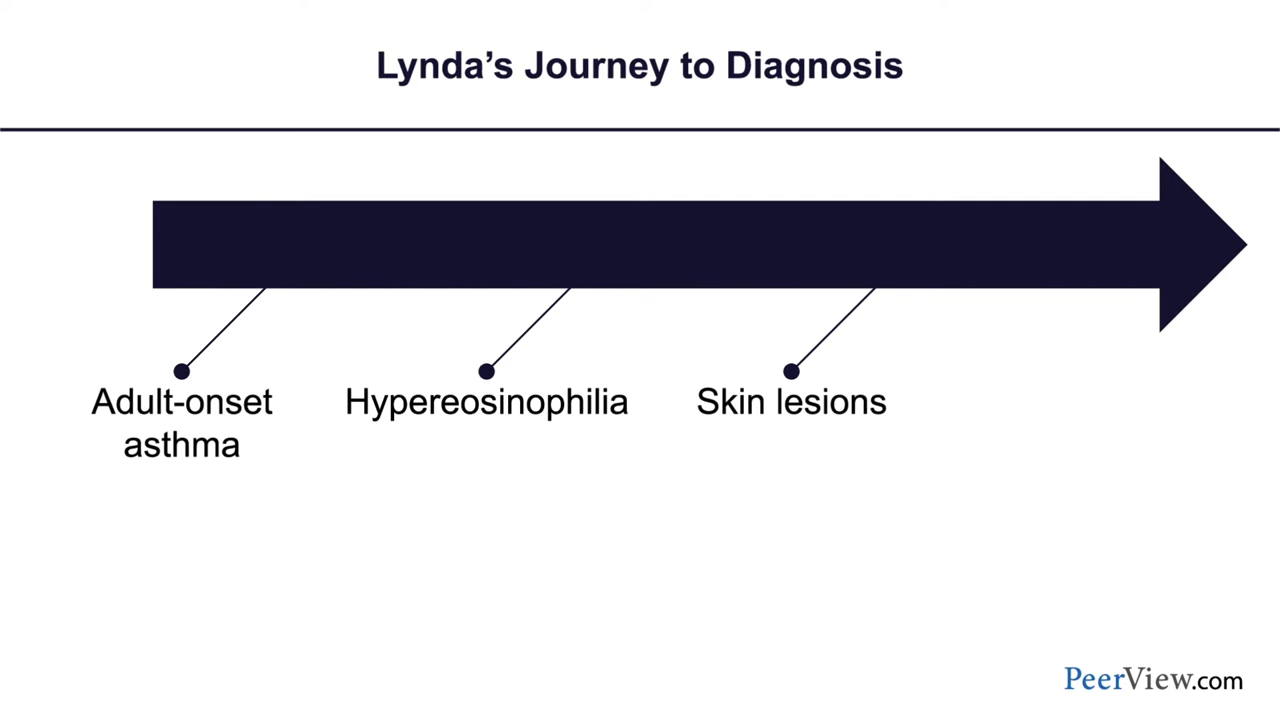 Lynda’s Journey to Diagnosis
Adult-onset
asthma
Hypereosinophilia
Skin lesions
PeerView.com